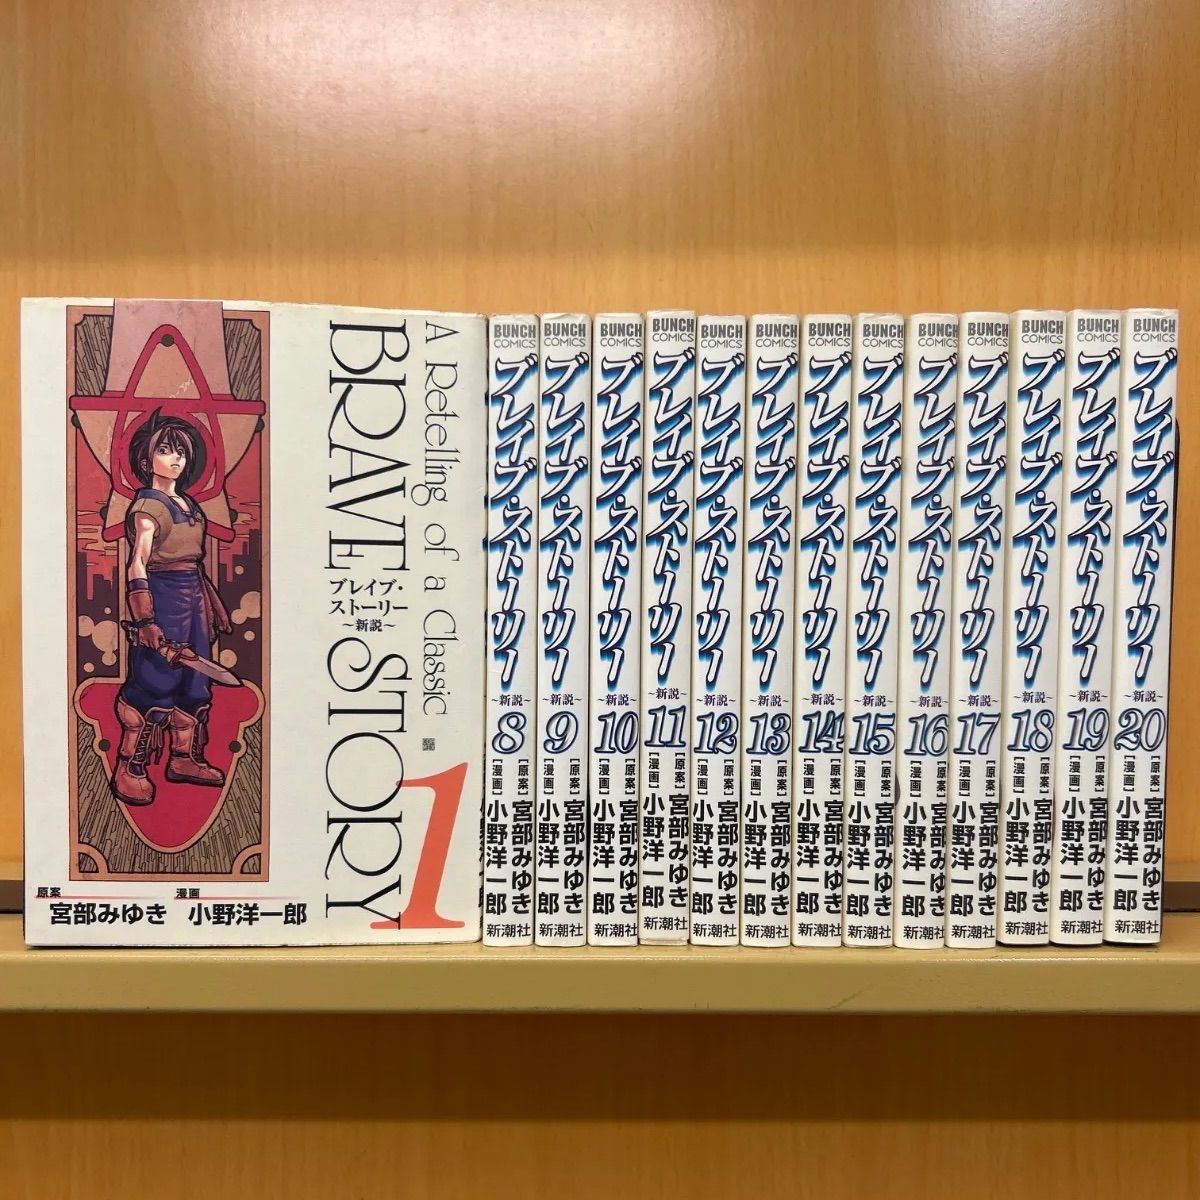 A Retelling of a Classic
BRAVE STORY
ブレイブ・
ストーリー
～新説～
1
原案
宮部みゆき
漫画
小野洋一郎
BUNCH
COMICS
ブレイブ・ストーリー
～新説～
8
[原案]宮部みゆき
[漫画]小野洋一郎
新潮社
BUNCH
COMICS
ブレイブ・ストーリー
～新説～
9
[原案]宮部みゆき
[漫画]小野洋一郎
新潮社
BUNCH
COMICS
ブレイブ・ストーリー
～新説～
10
[原案]宮部みゆき
[漫画]小野洋一郎
新潮社
BUNCH
COMICS
ブレイブ・ストーリー
～新説～
11
[原案]宮部みゆき
[漫画]小野洋一郎
新潮社
BUNCH
COMICS
ブレイブ・ストーリー
～新説～
12
[原案]宮部みゆき
[漫画]小野洋一郎
新潮社
BUNCH
COMICS
ブレイブ・ストーリー
～新説～
13
[原案]宮部みゆき
[漫画]小野洋一郎
新潮社
BUNCH
COMICS
ブレイブ・ストーリー
～新説～
14
[原案]宮部みゆき
[漫画]小野洋一郎
新潮社
BUNCH
COMICS
ブレイブ・ストーリー
～新説～
15
[原案]宮部みゆき
[漫画]小野洋一郎
新潮社
BUNCH
COMICS
ブレイブ・ストーリー
～新説～
16
[原案]宮部みゆき
[漫画]小野洋一郎
新潮社
BUNCH
COMICS
ブレイブ・ストーリー
～新説～
17
[原案]宮部みゆき
[漫画]小野洋一郎
新潮社
BUNCH
COMICS
ブレイブ・ストーリー
～新説～
18
[原案]宮部みゆき
[漫画]小野洋一郎
新潮社
BUNCH
COMICS
ブレイブ・ストーリー
～新説～
19
[原案]宮部みゆき
[漫画]小野洋一郎
新潮社
BUNCH
COMICS
ブレイブ・ストーリー
～新説～
20
[原案]宮部みゆき
[漫画]小野洋一郎
新潮社